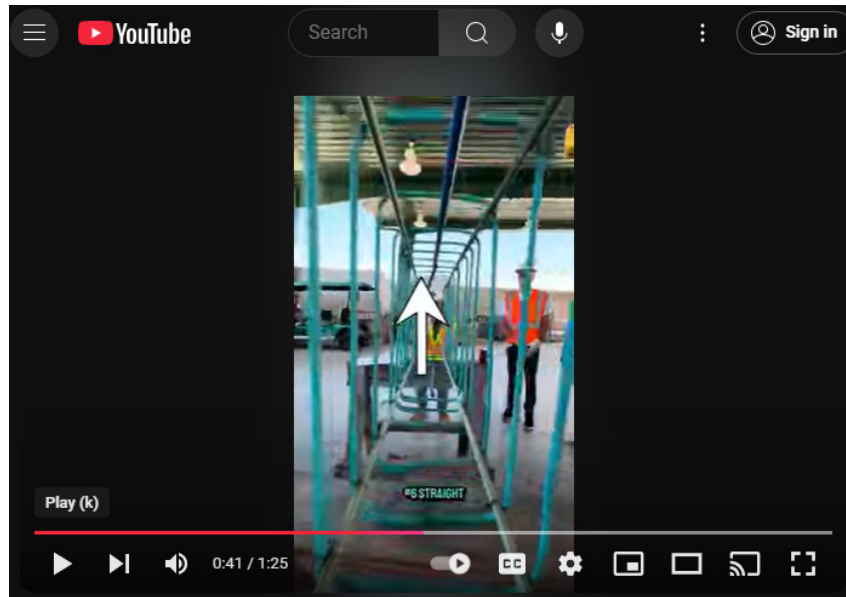 YouTube
Search
Sign in
#6 STRAIGHT
Play (k)
0:41 / 1:25
CC